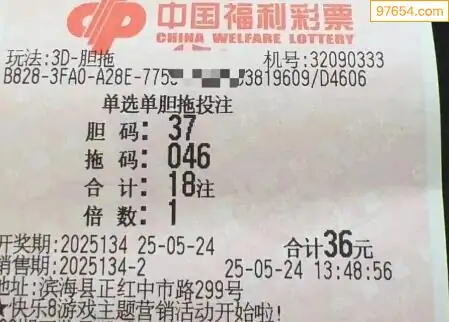 97654.com
中国福利彩票
CHINA WELFARE LOTTERY
玩法:3D-胆拖 机号:32090333
B828-3FA0-A28E-775 3819609/D4606
单选单胆拖投注
胆 码: 37
拖 码: 046
合 计: 18注
倍 数: 1
开奖期:2025134 25-05-24 合计36元
销售期:2025134-2 25-05-24 13:48:56
地址:滨海县正红中市路299号
★快乐8游戏主题营销活动开始啦!